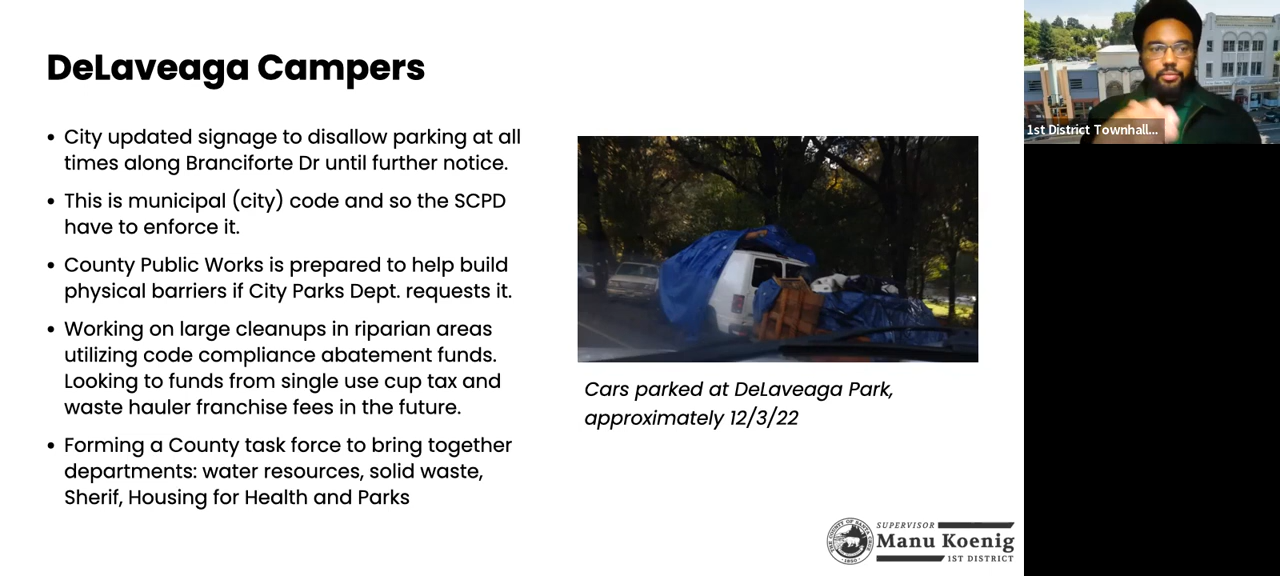 DeLaveaga Campers
• City updated signage to disallow parking at all
times along Branciforte Dr until further notice.
• This is municipal (city) code and so the SCPD
have to enforce it.
• County Public Works is prepared to help build
physical barriers if City Parks Dept. requests it.
• Working on large cleanups in riparian areas
utilizing code compliance abatement funds.
Looking to funds from single use cup tax and
waste hauler franchise fees in the future.
• Forming a County task force to bring together
departments: water resources, solid waste,
Sherif, Housing for Health and Parks
Cars parked at DeLaveaga Park,
approximately 12/3/22
SUPERVISOR
Manu Koenig
1ST DISTRICT
1st District Townhall...